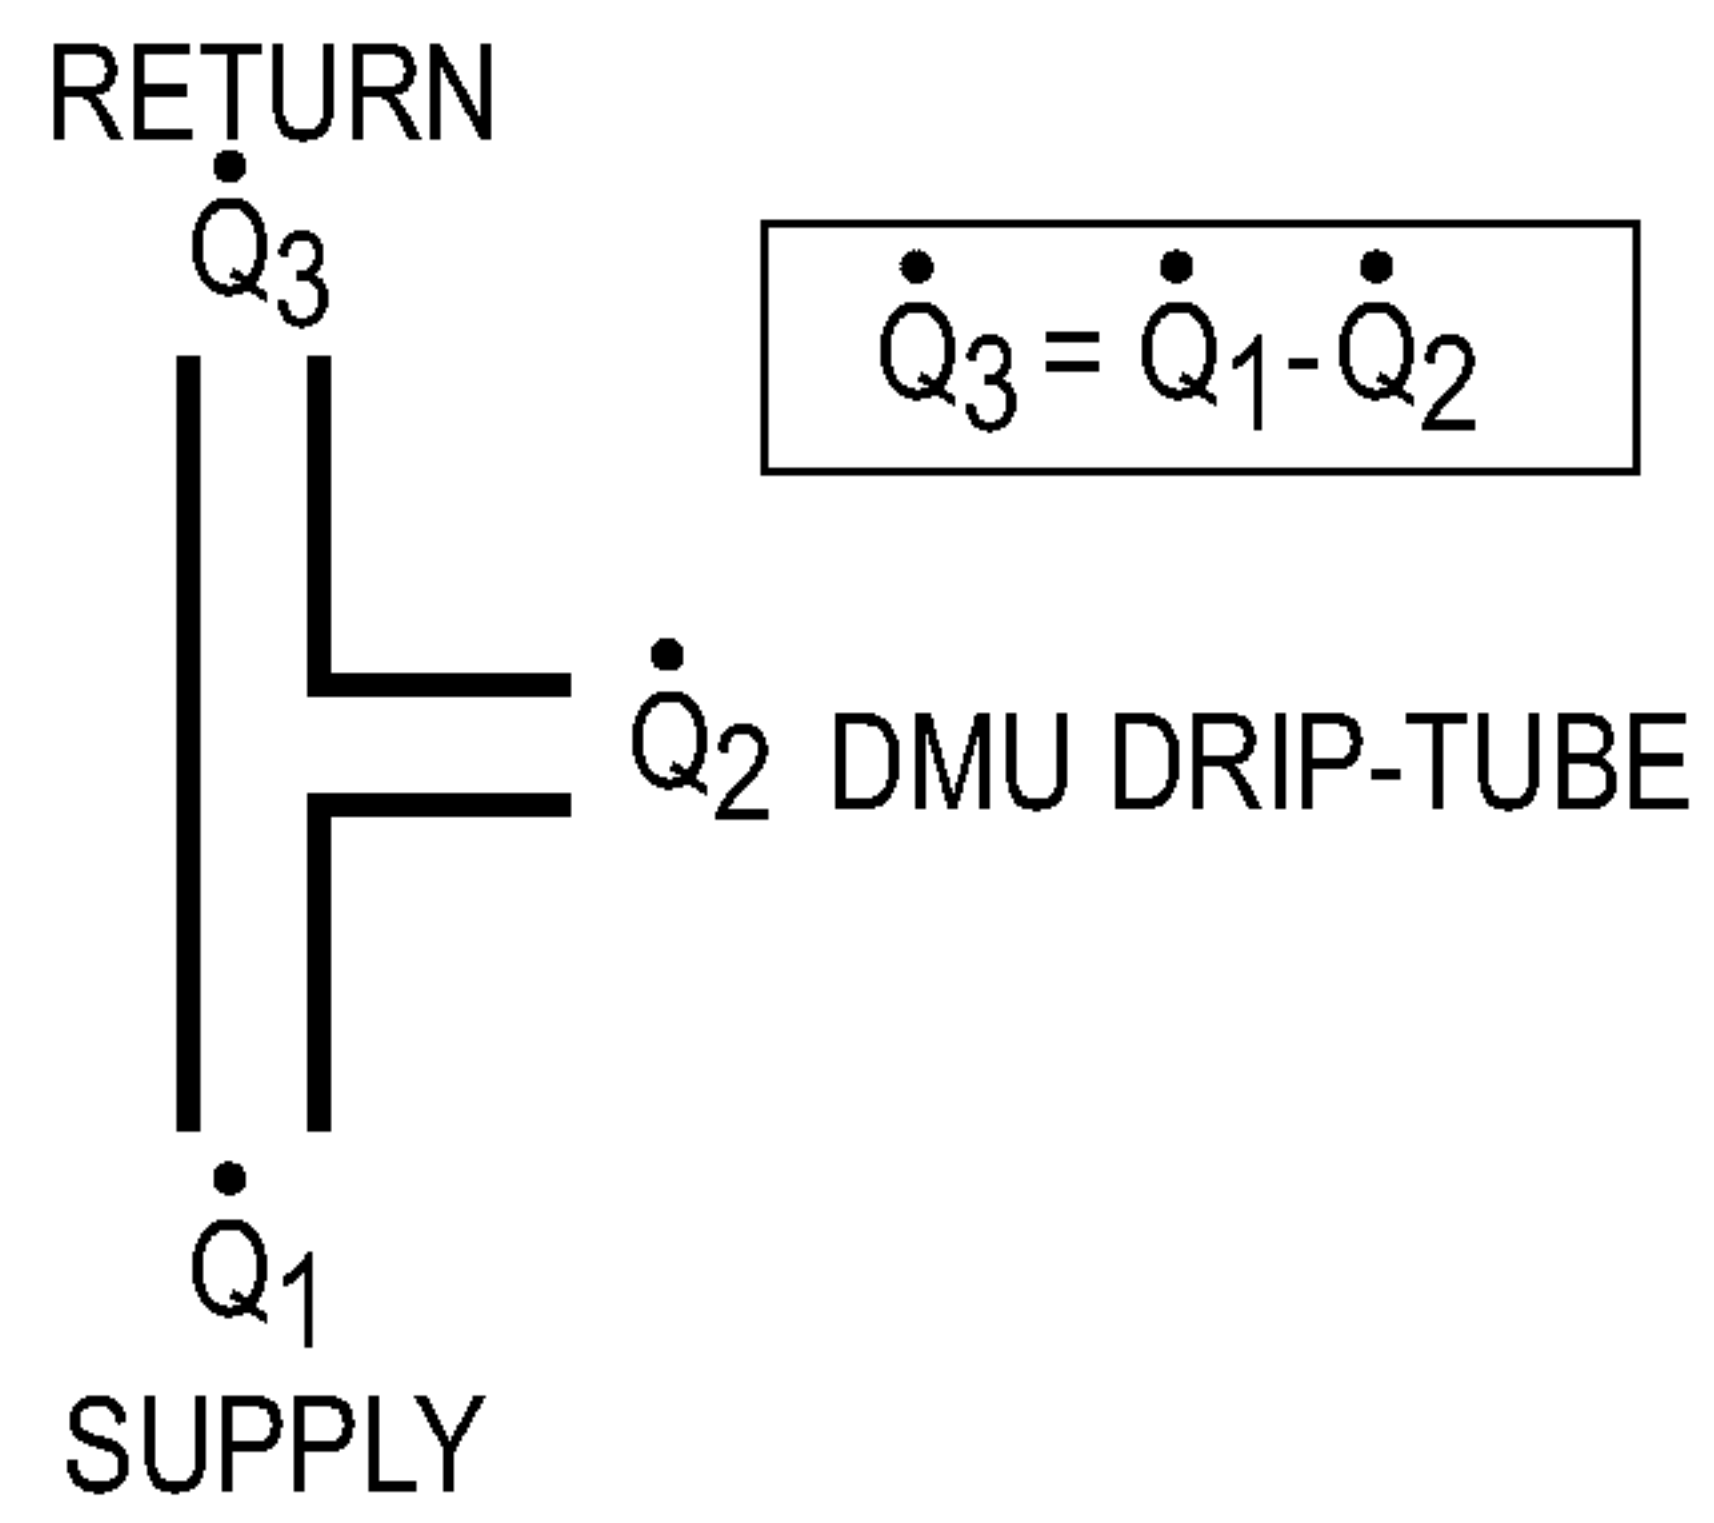 RETURN
Q̇3
Q̇3 = Q̇1 - Q̇2
Q̇2 DMU DRIP-TUBE
Q̇1
SUPPLY